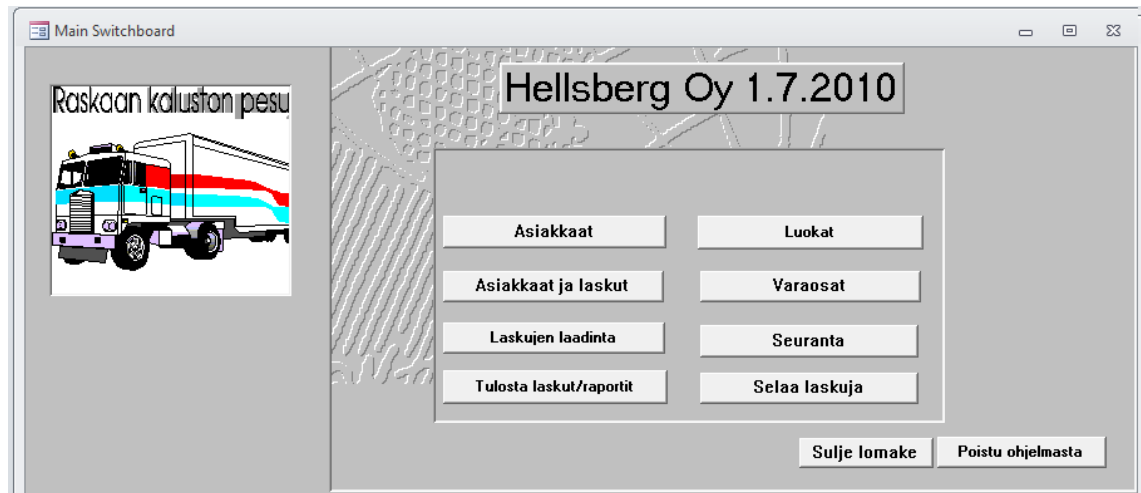 Main Switchboard
Raskaan kaluston pesu
Hellsberg Oy 1.7.2010
Asiakkaat
Luokat
Asiakkaat ja laskut
Varaosat
Laskujen laadinta
Seuranta
Tulosta laskut/raportit
Selaa laskuja
Sulje lomake
Poistu ohjelmasta